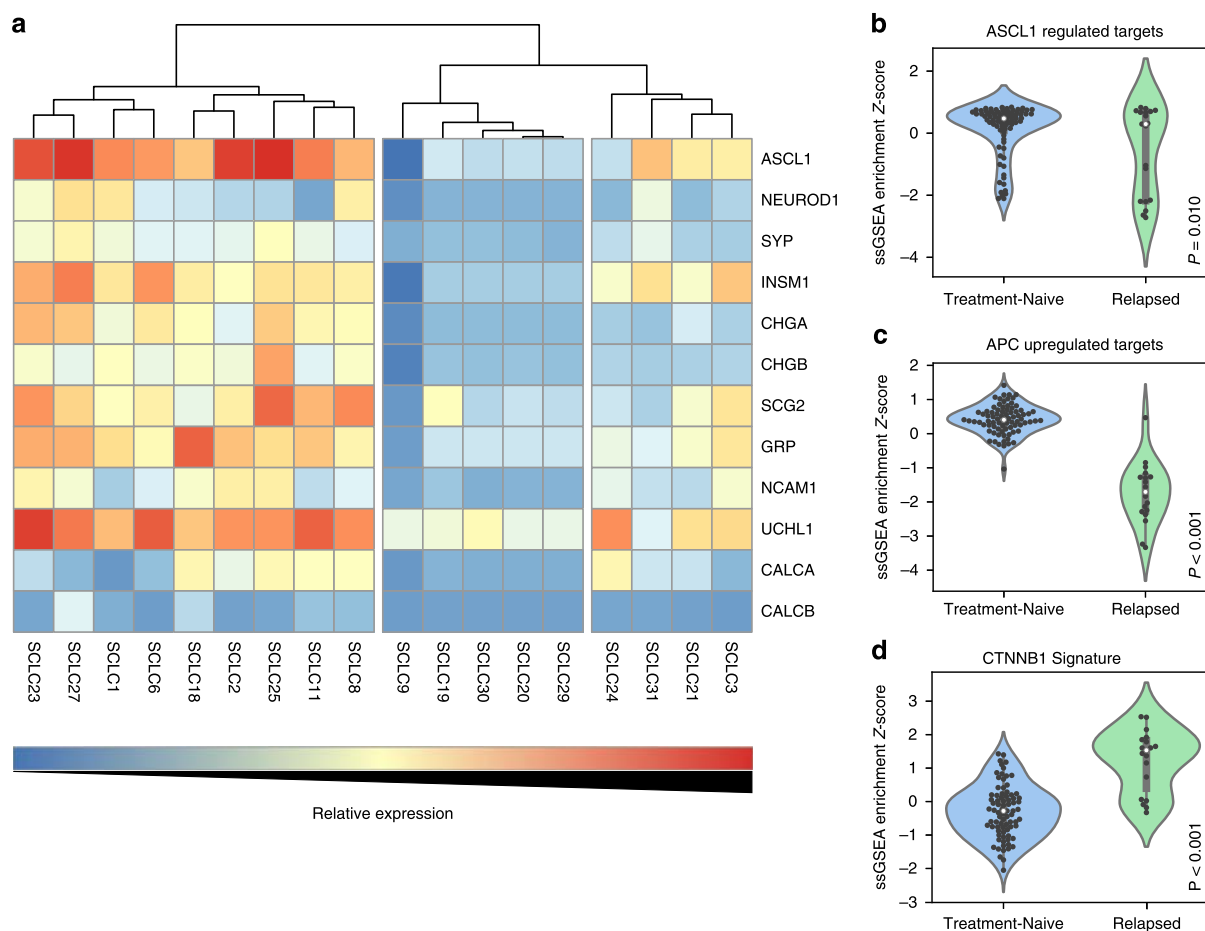 a
ASCL1
NEUROD1
SYP
INSM1
CHGA
CHGB
SCG2
GRP
NCAM1
UCHL1
CALCA
CALCB
SCLC23
SCLC27
SCLC1
SCLC6
SCLC18
SCLC2
SCLC25
SCLC11
SCLC8
SCLC9
SCLC19
SCLC30
SCLC20
SCLC29
SCLC24
SCLC31
SCLC21
SCLC3
Relative expression
b
ASCL1 regulated targets
ssGSEA enrichment Z-score
2
0
−2
−4
P = 0.010
Treatment-Naive Relapsed
c
APC upregulated targets
ssGSEA enrichment Z-score
2
1
0
−1
−2
−3
−4
P < 0.001
Treatment-Naive Relapsed
d
CTNNB1 Signature
ssGSEA enrichment Z-score
3
2
1
0
−1
−2
−3
P < 0.001
Treatment-Naive Relapsed